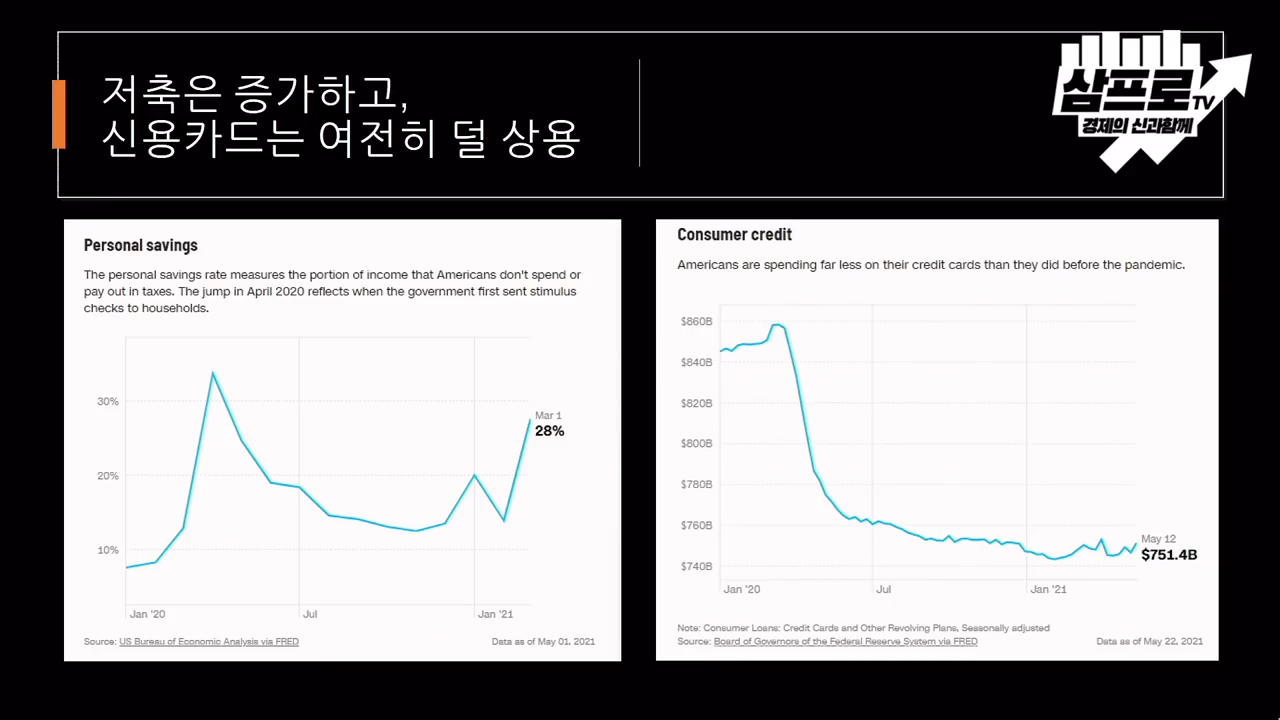 저축은 증가하고,
신용카드는 여전히 덜 상용
삼프로TV
경제의 신과함께
Personal savings
The personal savings rate measures the portion of income that Americans don't spend or
pay out in taxes. The jump in April 2020 reflects when the government first sent stimulus
checks to households.
30%
20%
10%
Mar 1
28%
Jan '20
Jul
Jan '21
Source: US Bureau of Economic Analysis via FRED
Data as of May 01, 2021
Consumer credit
Americans are spending far less on their credit cards than they did before the pandemic.
$860B
$840B
$820B
$800B
$780B
$760B
$740B
May 12
$751.4B
Jan '20
Jul
Jan '21
Note: Consumer Loans: Credit Cards and Other Revolving Plans, Seasonally adjusted
Source: Board of Governors of the Federal Reserve System via FRED
Data as of May 22, 2021